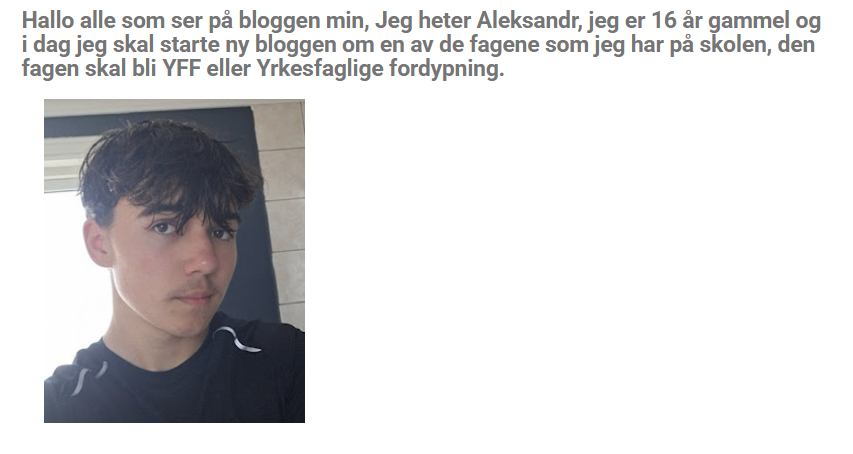 Hallo alle som ser på bloggen min, Jeg heter Aleksandr, jeg er 16 år gammel og
i dag jeg skal starte ny bloggen om en av de fagene som jeg har på skolen, den
fagen skal bli YFF eller Yrkesfaglige fordypning.